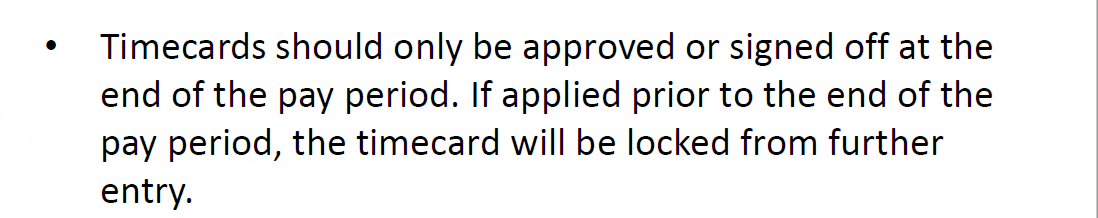 • Timecards should only be approved or signed off at the
end of the pay period. If applied prior to the end of the
pay period, the timecard will be locked from further
entry.